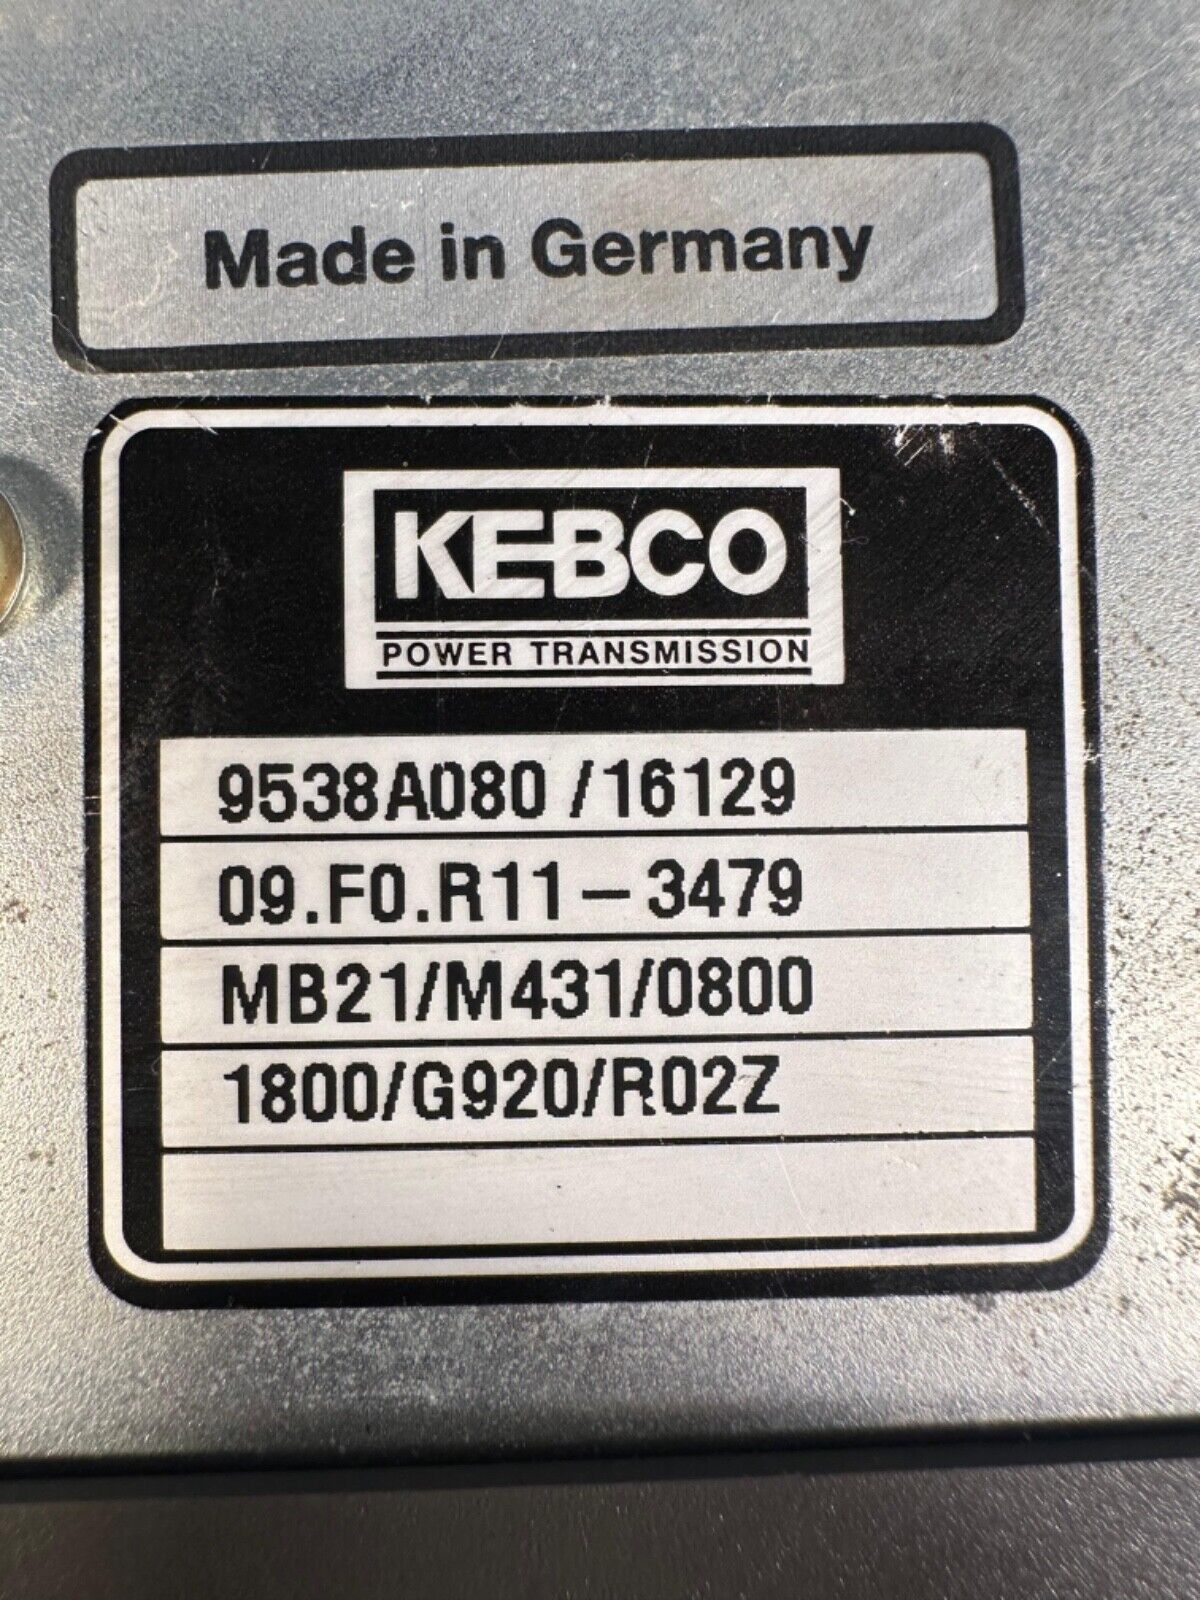 Made in Germany
KEBCO
POWER TRANSMISSION
9538A080 /16129
09.F0.R11-3479
MB21/M431/0800
1800/G920/R02Z